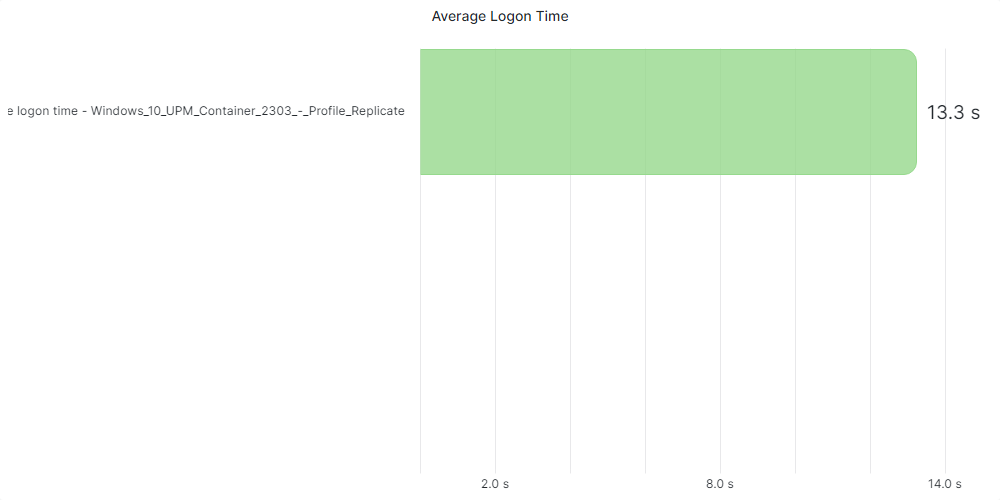 Average Logon Time
logon time - Windows_10_UPM_Container_2303_-_Profile_Replicate
13.3 s
2.0 s
8.0 s
14.0 s